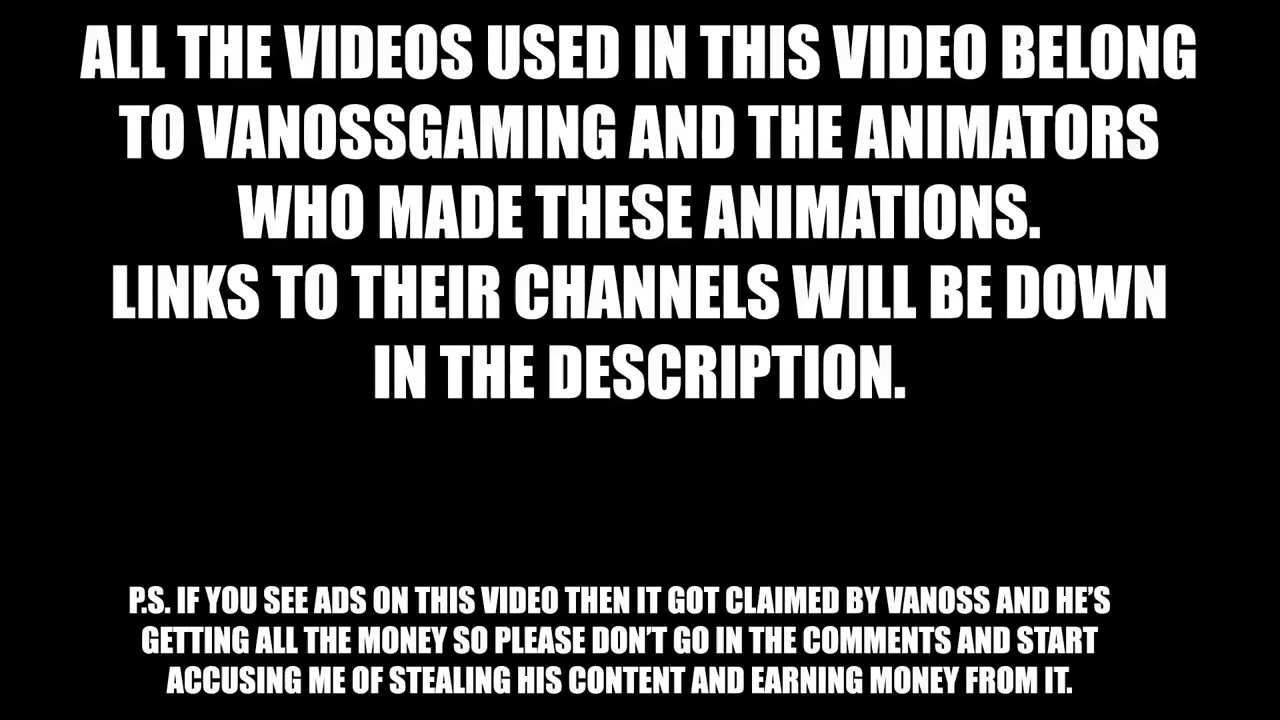 ALL THE VIDEOS USED IN THIS VIDEO BELONG
TO VANOSSGAMING AND THE ANIMATORS
WHO MADE THESE ANIMATIONS.
LINKS TO THEIR CHANNELS WILL BE DOWN
IN THE DESCRIPTION.
P.S. IF YOU SEE ADS ON THIS VIDEO THEN IT GOT CLAIMED BY VANOSS AND HE'S
GETTING ALL THE MONEY SO PLEASE DON'T GO IN THE COMMENTS AND START
ACCUSING ME OF STEALING HIS CONTENT AND EARNING MONEY FROM IT.